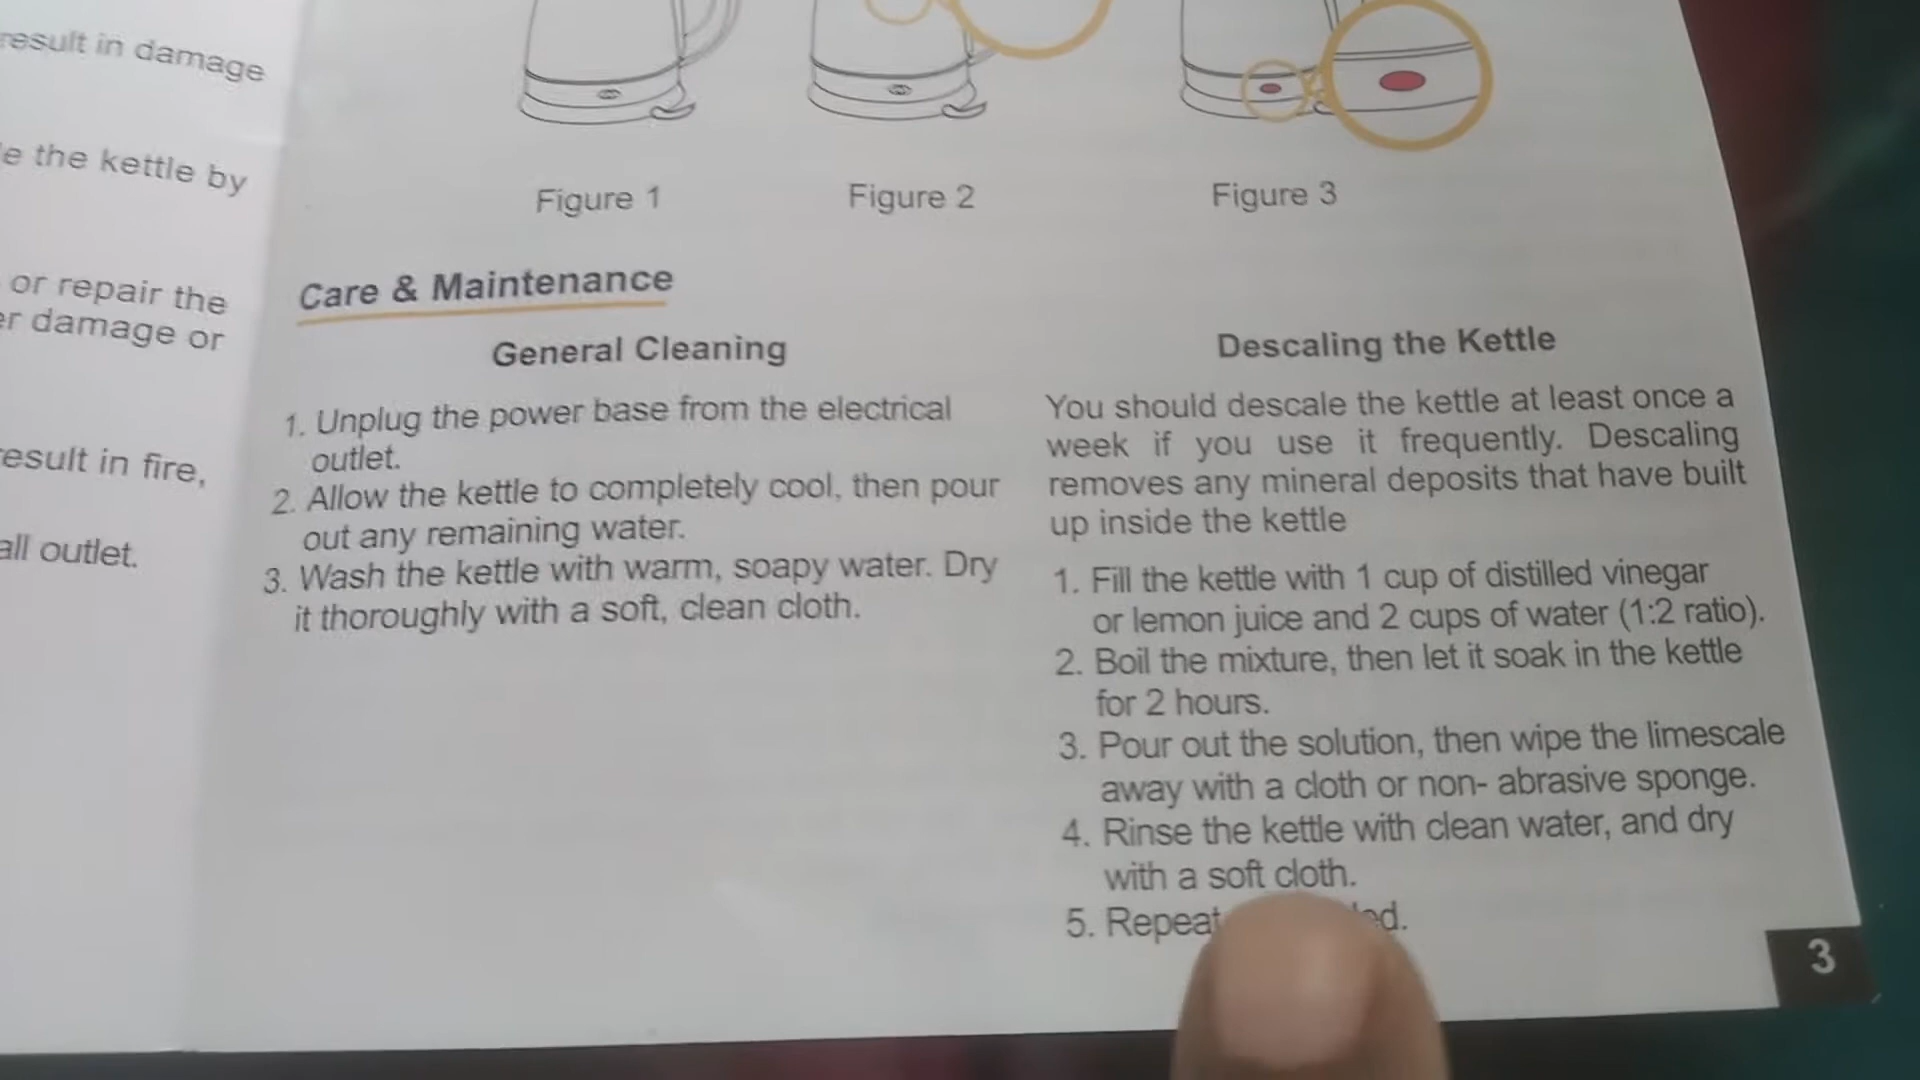 result in damage
the kettle by
or repair the
damage or
result in fire,
all outlet.
Figure 1
Figure 2
Figure 3
Care & Maintenance
General Cleaning
1. Unplug the power base from the electrical
outlet.
2. Allow the kettle to completely cool, then pour
out any remaining water.
3. Wash the kettle with warm, soapy water. Dry
it thoroughly with a soft, clean cloth.
Descaling the Kettle
You should descale the kettle at least once a
week if you use it frequently. Descaling
removes any mineral deposits that have built
up inside the kettle
1. Fill the kettle with 1 cup of distilled vinegar
or lemon juice and 2 cups of water (1:2 ratio).
2. Boil the mixture, then let it soak in the kettle
for 2 hours.
3. Pour out the solution, then wipe the limescale
away with a cloth or non- abrasive sponge.
4. Rinse the kettle with clean water, and dry
with a soft cloth.
5. Repeat
3